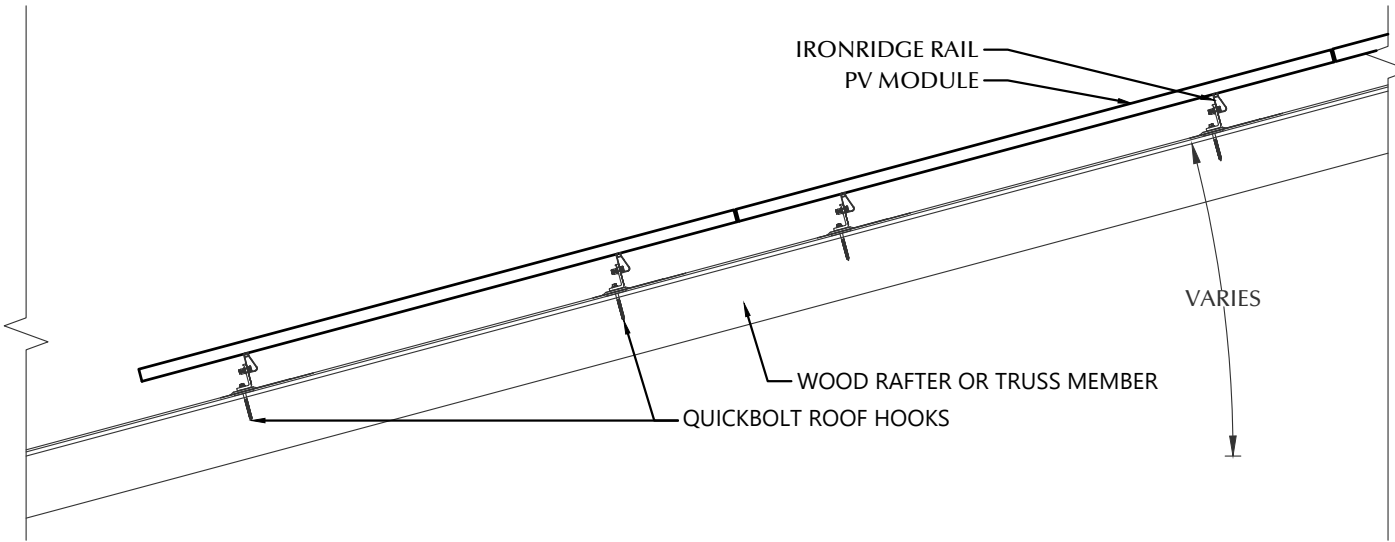 IRONRIDGE RAIL
PV MODULE
VARIES
WOOD RAFTER OR TRUSS MEMBER
QUICKBOLT ROOF HOOKS